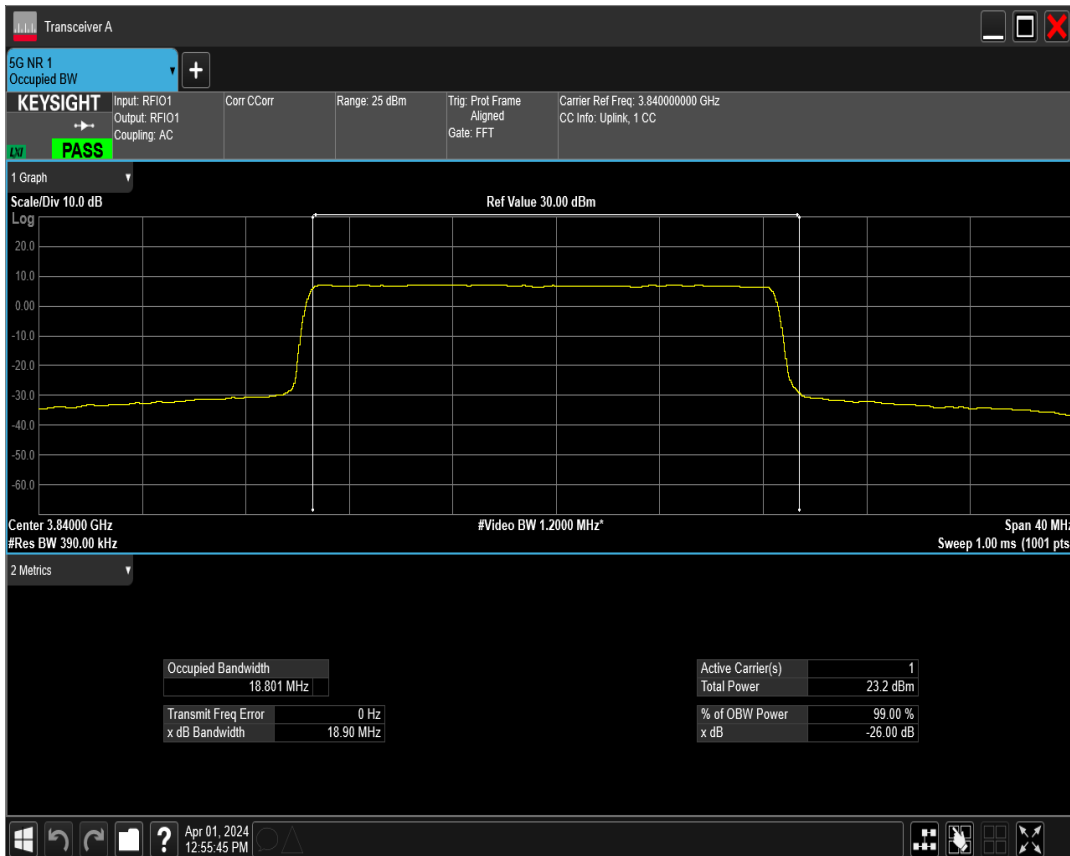 Transceiver A
5G NR 1
Occupied BW
+
KEYSIGHT
LXI
PASS
Input: RFIO1
Output: RFIO1
Coupling: AC
Corr CCorr
Range: 25 dBm
Trig: Prot Frame
Aligned
Gate: FFT
Carrier Ref Freq: 3.840000000 GHz
CC Info: Uplink, 1 CC
1 Graph
Scale/Div 10.0 dB
Ref Value 30.00 dBm
Log
20.0
10.0
0.00
-10.0
-20.0
-30.0
-40.0
-50.0
-60.0
Center 3.84000 GHz
#Video BW 1.2000 MHz*
Span 40 MHz
#Res BW 390.00 kHz
Sweep 1.00 ms (1001 pts
2 Metrics
Occupied Bandwidth
18.801 MHz
Transmit Freq Error 0 Hz
x dB Bandwidth 18.90 MHz
Active Carrier(s) 1
Total Power 23.2 dBm
% of OBW Power 99.00 %
x dB -26.00 dB
?
Apr 01, 2024
12:55:45 PM